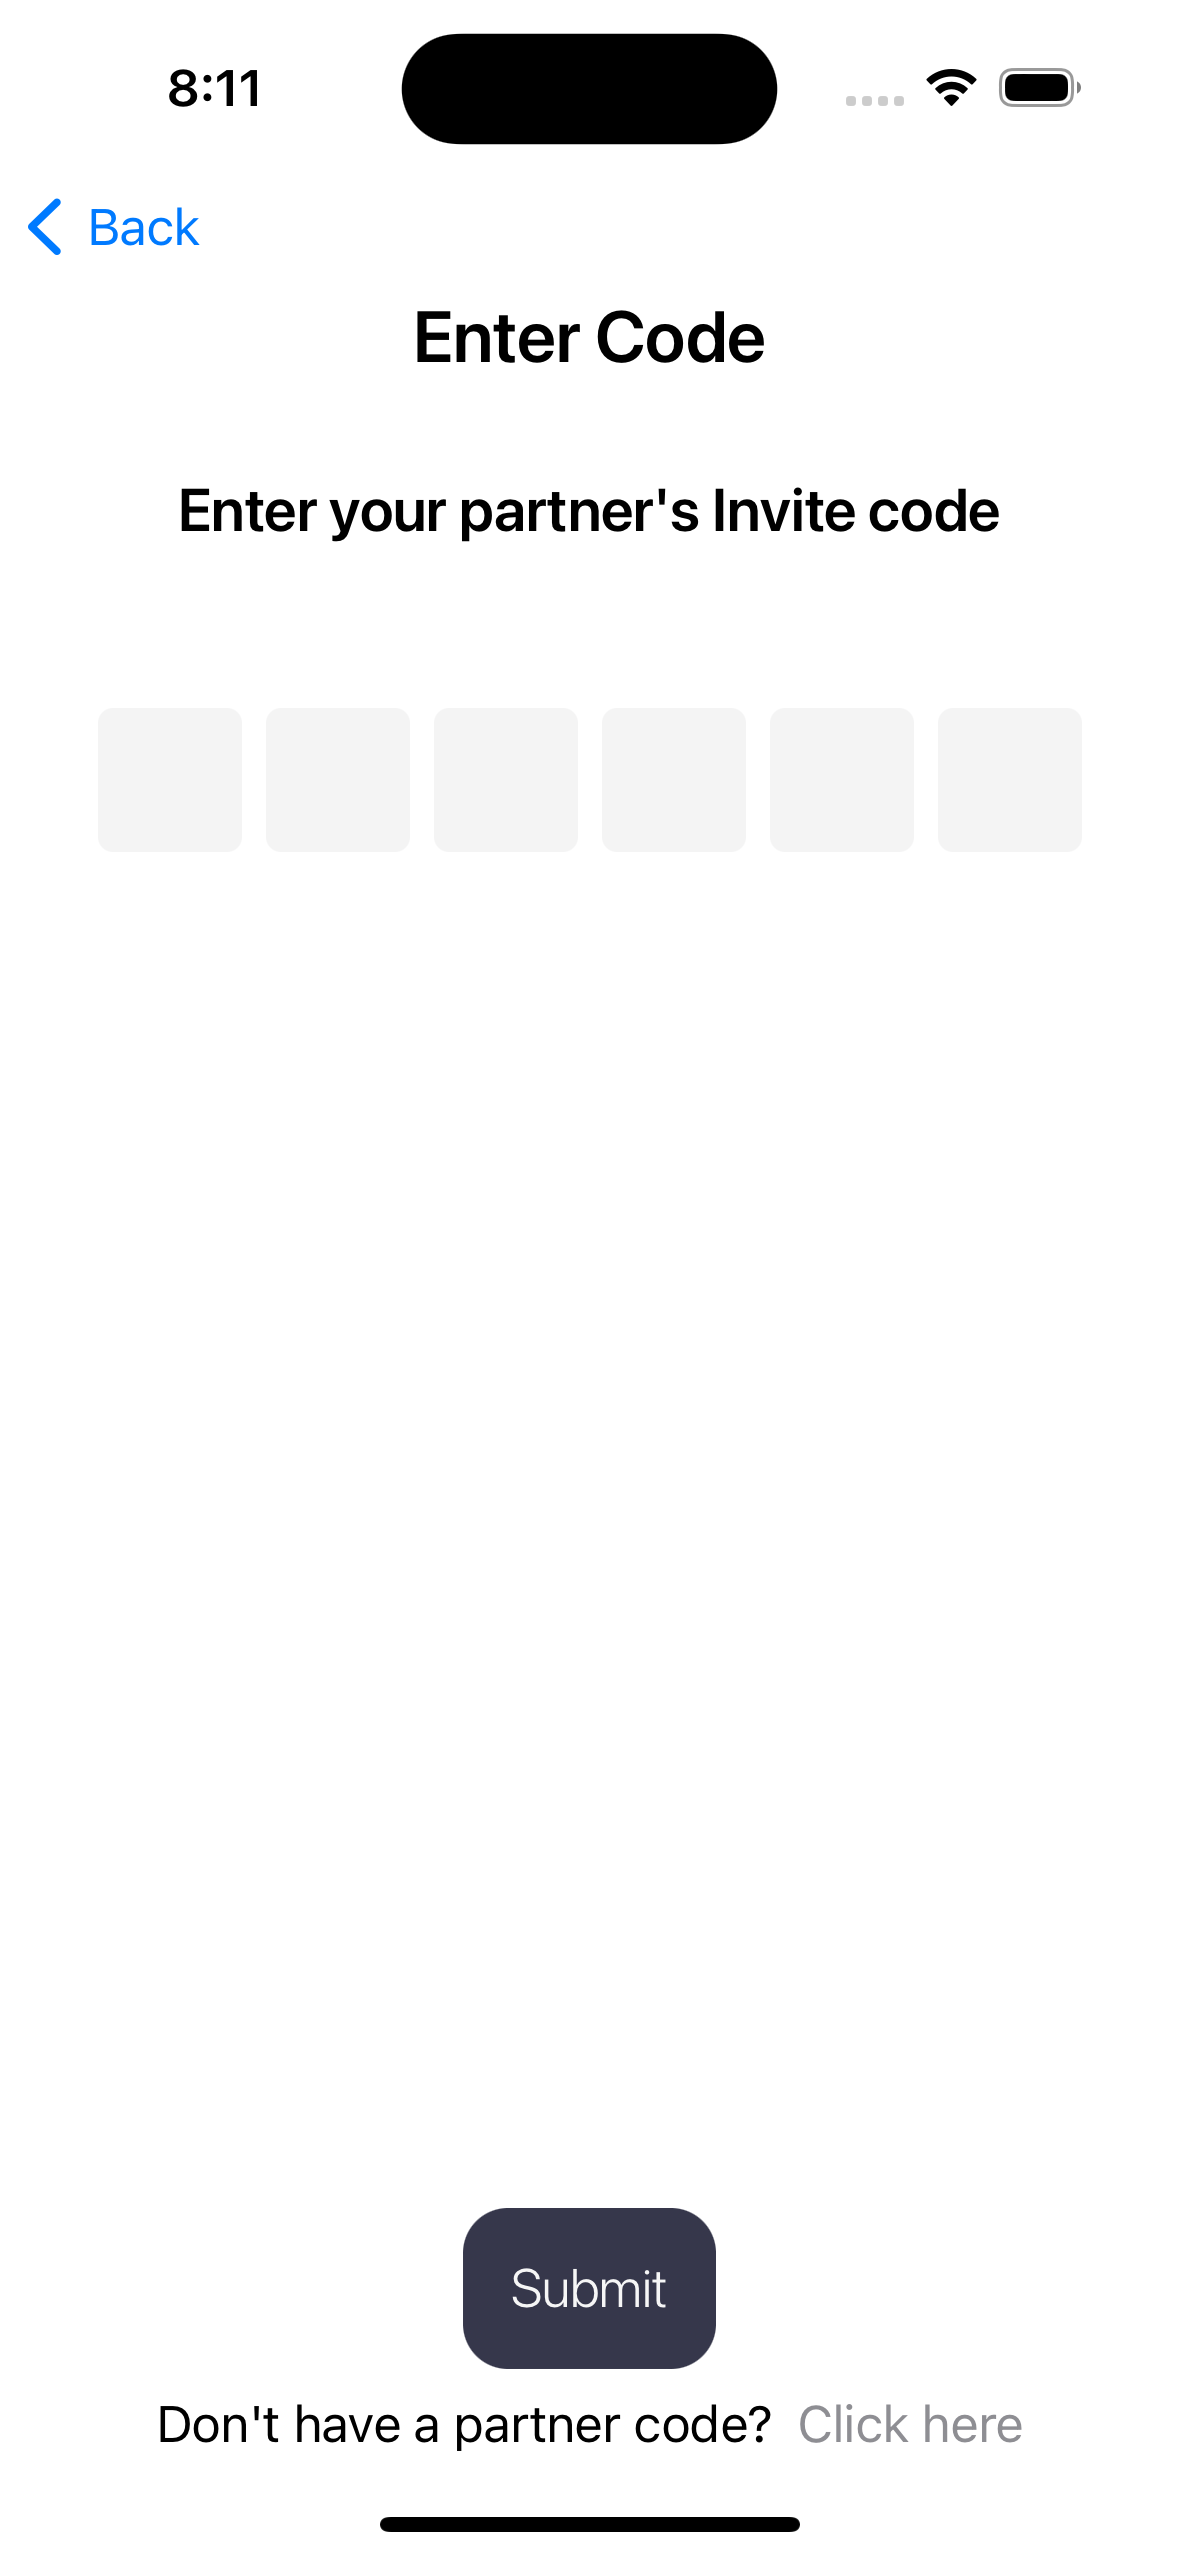 8:11
Back
Enter Code
Enter your partner's Invite code
Submit
Don't have a partner code? Click here